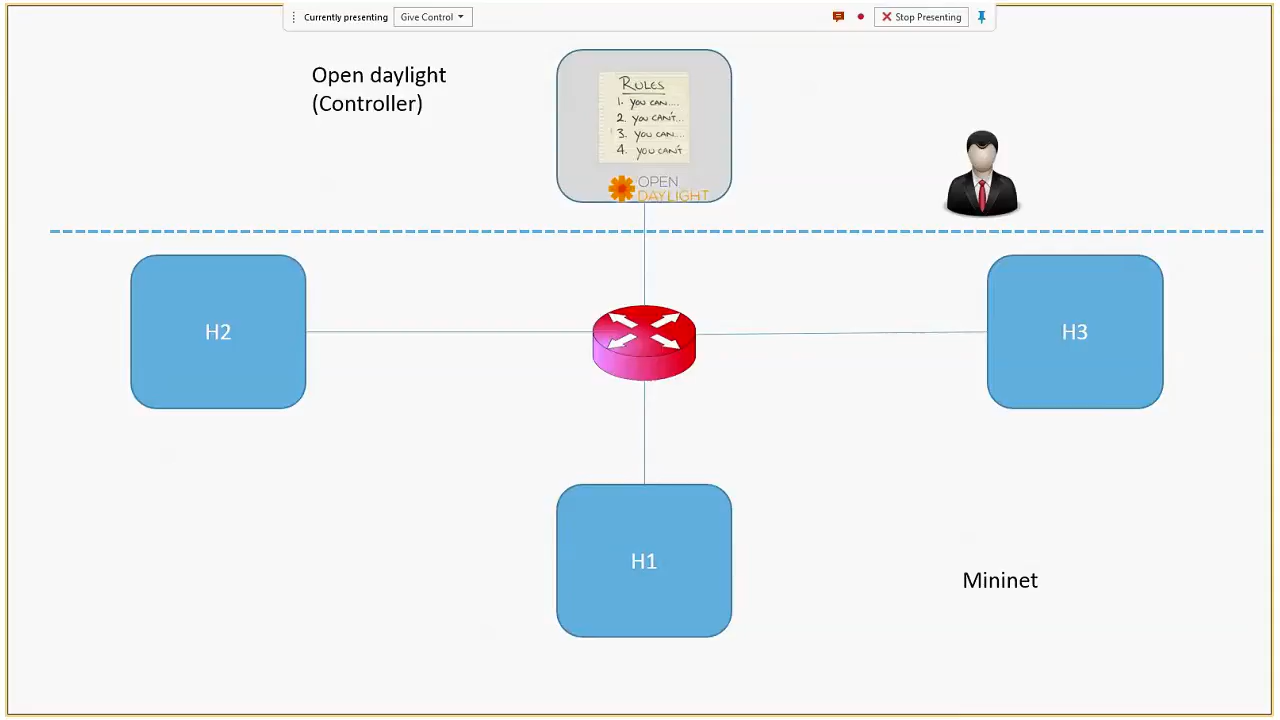 Currently presenting
Give Control
Stop Presenting
Open daylight
(Controller)
RULES
1. YOU CAN....
2. YOU CAN'T...
3. YOU CAN...
4. YOU CAN'T
OPEN
DAYLIGHT
H2
H3
H1
Mininet